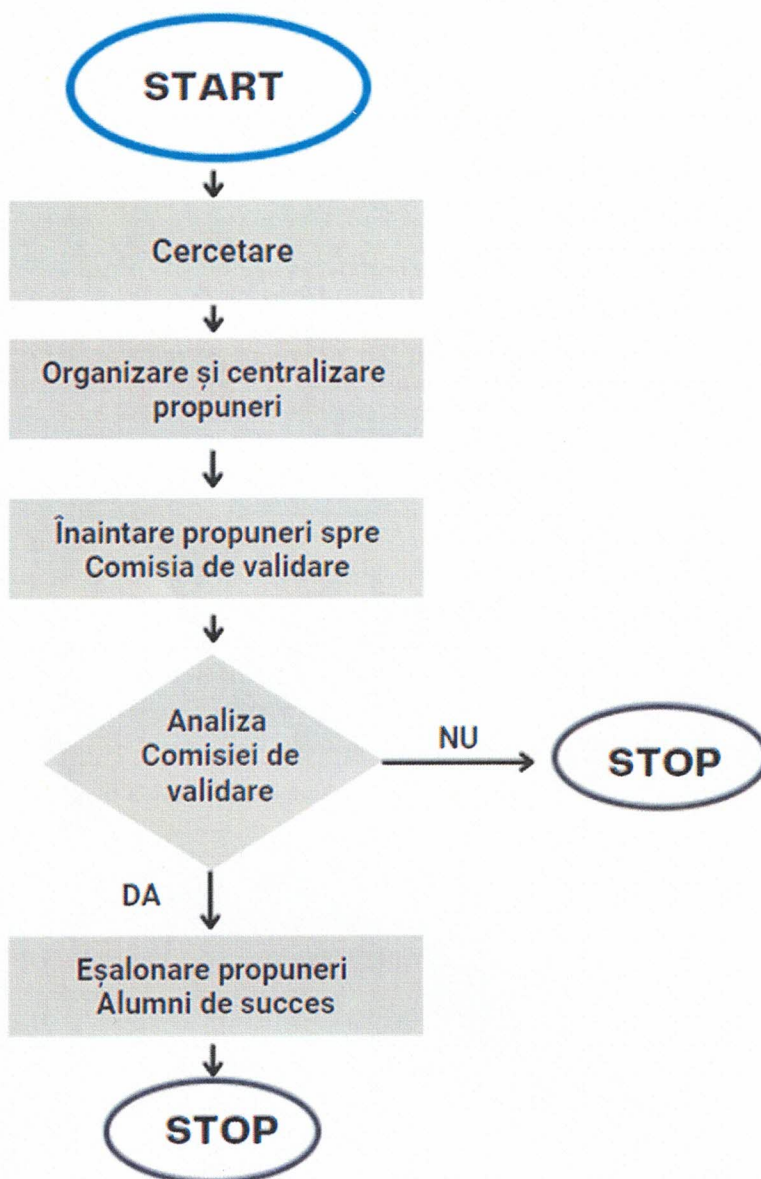 START
Cercetare
Organizare și centralizare
propuneri
Înaintare propuneri spre
Comisia de validare
Analiza
Comisiei de
validare
NU
STOP
DA
Eșalonare propuneri
Alumni de succes
STOP